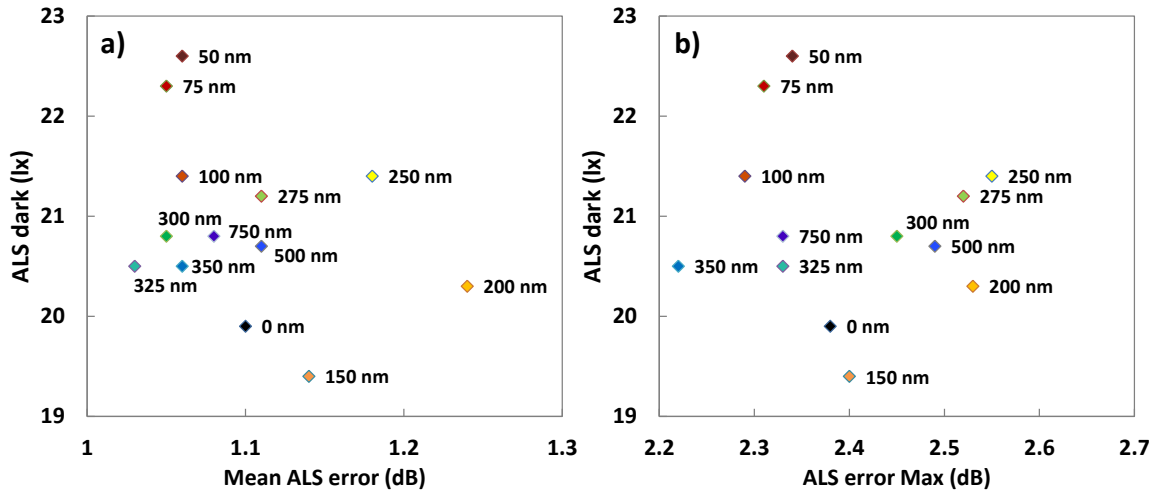 a)
ALS dark (lx)
23
22
21
20
19
50 nm
75 nm
100 nm
250 nm
275 nm
300 nm
750 nm
500 nm
325 nm
350 nm
200 nm
0 nm
150 nm
1
1.1
1.2
1.3
Mean ALS error (dB)
b)
ALS dark (lx)
23
22
21
20
19
50 nm
75 nm
100 nm
250 nm
275 nm
300 nm
750 nm
500 nm
350 nm
325 nm
200 nm
0 nm
150 nm
2.2
2.3
2.4
2.5
2.6
2.7
ALS error Max (dB)